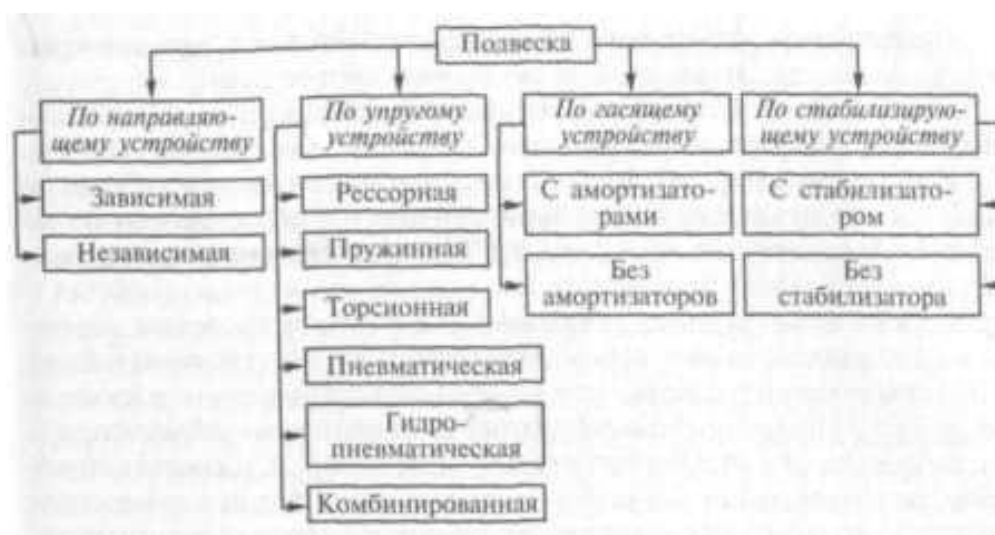 Подвеска
По направляю-
щему устройству
Зависимая
Независимая
По упругому
устройству
Рессорная
Пружинная
Торсионная
Пневматическая
Гидро-
пневматическая
Комбинированная
По гасящему
устройству
С амортизато-
рами
Без
амортизаторов
По стабилизирую-
щему устройству
С стабилизато-
ром
Без
стабилизатора